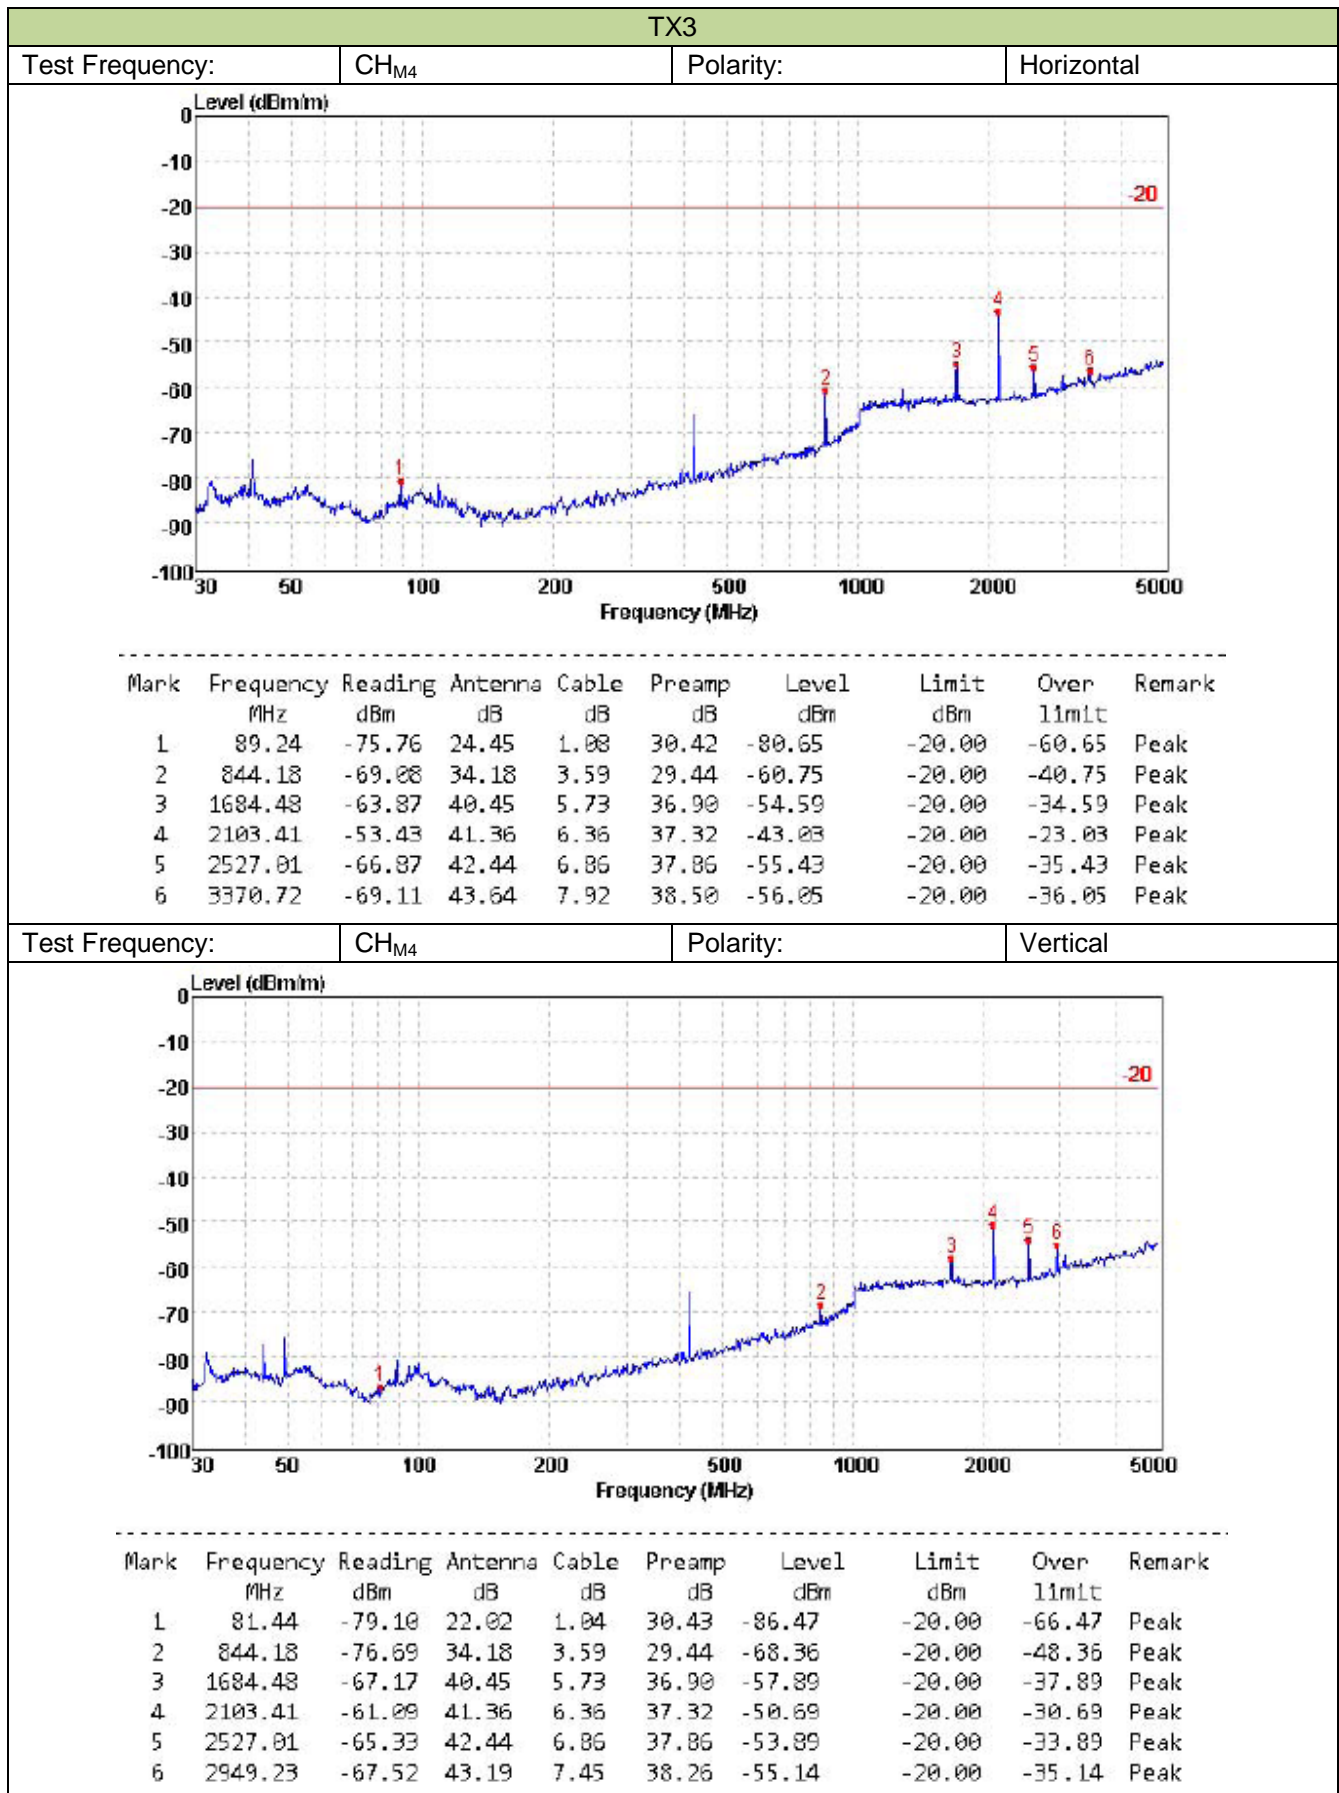 TX3
Test Frequency: CHM4 Polarity: Horizontal
Level (dBm/m)
0
-10
-20
-20
-30
-40
4
-50
3 5 6
-60
2
-70
1
-80
-90
-100
30 50 100 200 500 1000 2000 5000
Frequency (MHz)
Mark Frequency Reading Antenna Cable Preamp Level Limit Over Remark
MHz dBm dB dB dB dBm dBm limit
1 89.24 -75.76 24.45 1.08 30.42 -80.65 -20.00 -60.65 Peak
2 844.18 -69.08 34.18 3.59 29.44 -60.75 -20.00 -40.75 Peak
3 1684.48 -63.87 40.45 5.73 36.90 -54.59 -20.00 -34.59 Peak
4 2103.41 -53.43 41.36 6.36 37.32 -43.03 -20.00 -23.03 Peak
5 2527.01 -66.87 42.44 6.86 37.86 -55.43 -20.00 -35.43 Peak
6 3370.72 -69.11 43.64 7.92 38.50 -56.05 -20.00 -36.05 Peak
Test Frequency: CHM4 Polarity: Vertical
Level (dBm/m)
0
-10
-20
-20
-30
-40
-50
4
3 5 6
-60
2
-70
-80
1
-90
-100
30 50 100 200 500 1000 2000 5000
Frequency (MHz)
Mark Frequency Reading Antenna Cable Preamp Level Limit Over Remark
MHz dBm dB dB dB dBm dBm limit
1 81.44 -79.10 22.02 1.04 30.43 -86.47 -20.00 -66.47 Peak
2 844.18 -76.69 34.18 3.59 29.44 -68.36 -20.00 -48.36 Peak
3 1684.48 -67.17 40.45 5.73 36.90 -57.89 -20.00 -37.89 Peak
4 2103.41 -61.09 41.36 6.36 37.32 -50.69 -20.00 -30.69 Peak
5 2527.01 -65.33 42.44 6.86 37.86 -53.89 -20.00 -33.89 Peak
6 2949.23 -67.52 43.19 7.45 38.26 -55.14 -20.00 -35.14 Peak